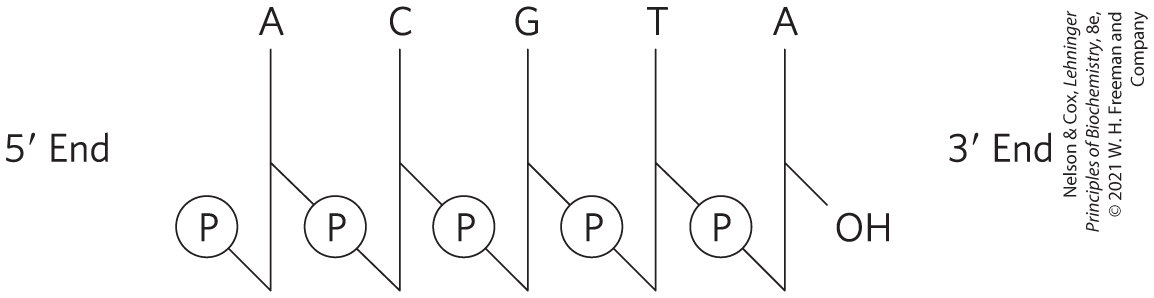 A C G T A
5′ End
3′ End
P P P P P
OH
Nelson & Cox, Lehninger
Principles of Biochemistry, 8e,
© 2021 W. H. Freeman and
Company